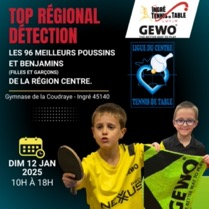 TOP RÉGIONAL
DÉTECTION
INGRÉ
TENNIS DE TABLE
GEWO
LES 96 MEILLEURS POUSSINS
ET BENJAMINS
(FILLES ET GARÇONS)
DE LA RÉGION CENTRE.
LIGUE DU CENTRE
TENNIS DE TABLE
Gymnase de la Coudraye - Ingré 45140
DIM 12 JAN
2025
10H À 18H
NEXXUS
GEWO